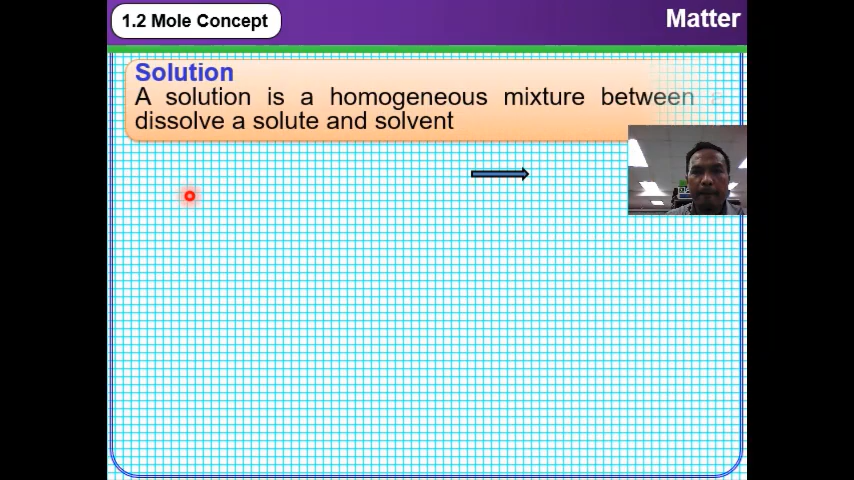 1.2 Mole Concept
Matter
Solution
A solution is a homogeneous mixture between a
dissolve a solute and solvent